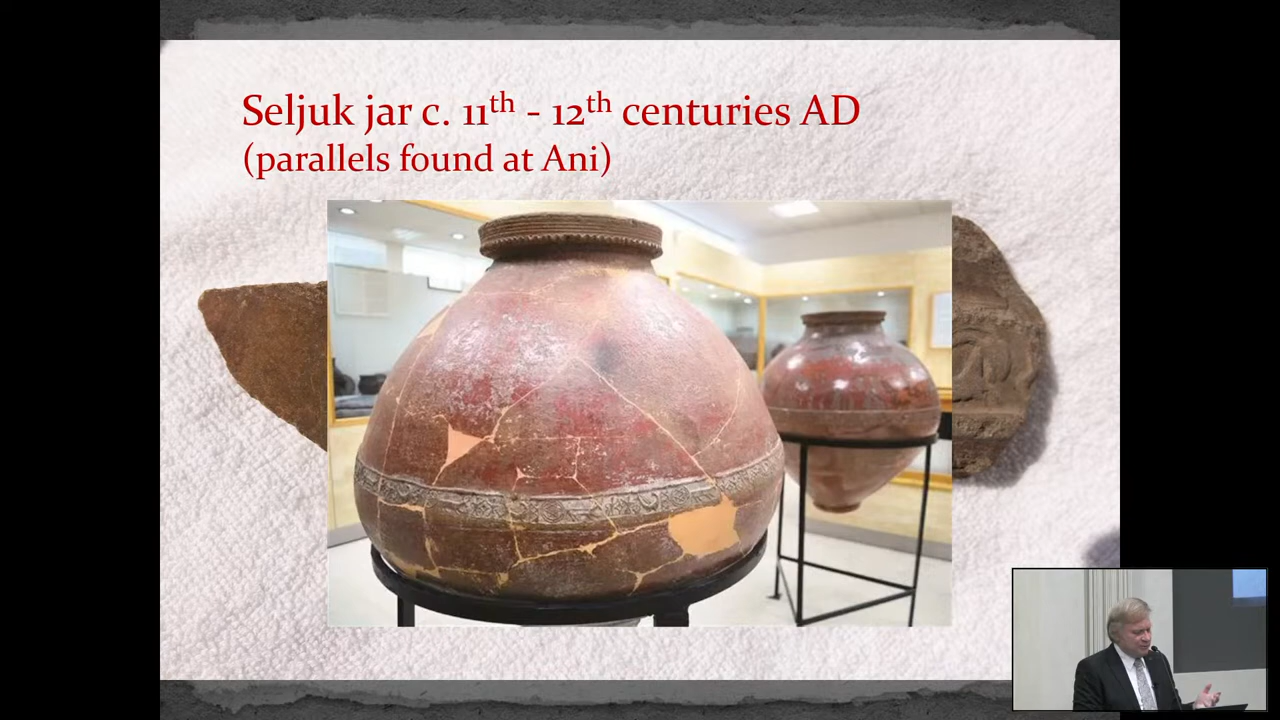 Seljuk jar c. 11th - 12th centuries AD
(parallels found at Ani)